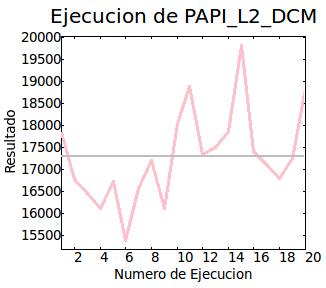 Ejecucion de PAPI_L2_DCM
20000
19500
19000
18500
18000
17500
17000
16500
16000
15500
Resultado
2 4 6 8 10 12 14 16 18 20
Numero de Ejecucion